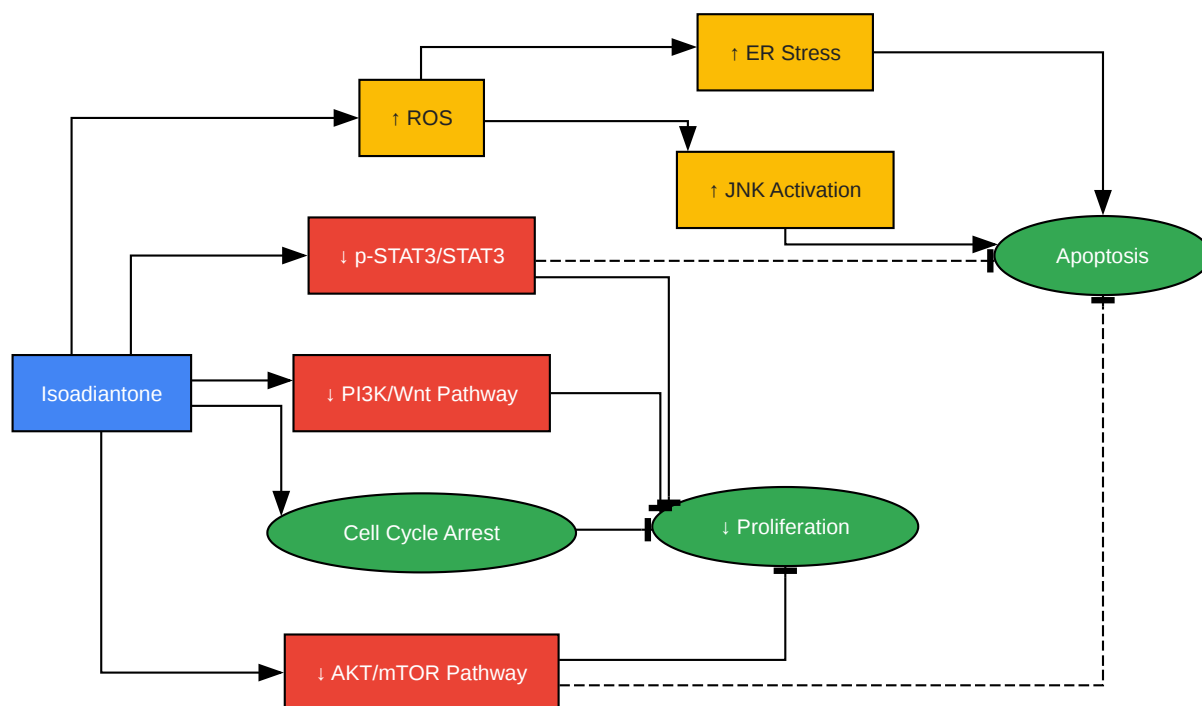 ↑ ER Stress
↑ ROS
↑ JNK Activation
↓ p-STAT3/STAT3
Apoptosis
Isoadiantone
↓ PI3K/Wnt Pathway
Cell Cycle Arrest
↓ Proliferation
↓ AKT/mTOR Pathway